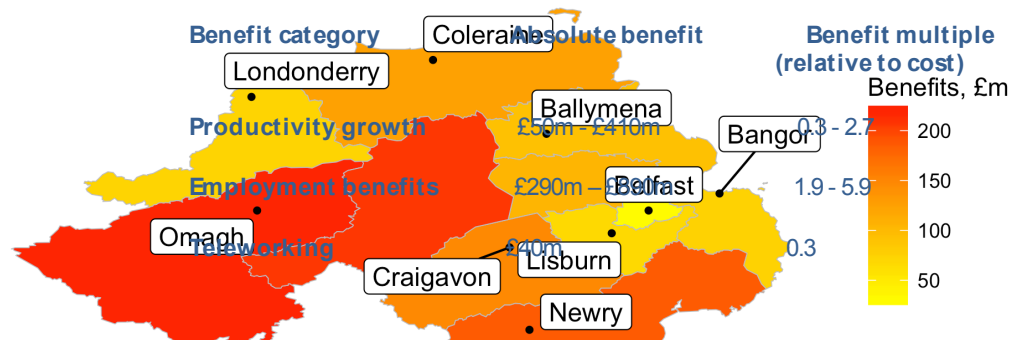 Benefit category Absolute benefit Benefit multiple
(relative to cost)
Coleraine
Londonderry
Benefits, £m
Ballymena
Productivity growth £50m - £410m 0.3 - 2.7
Bangor
200
Employment benefits £290m – £890m 1.9 - 5.9
Belfast
150
Omagh
Teleworking £40m 0.3
100
Lisburn
Craigavon
50
Newry